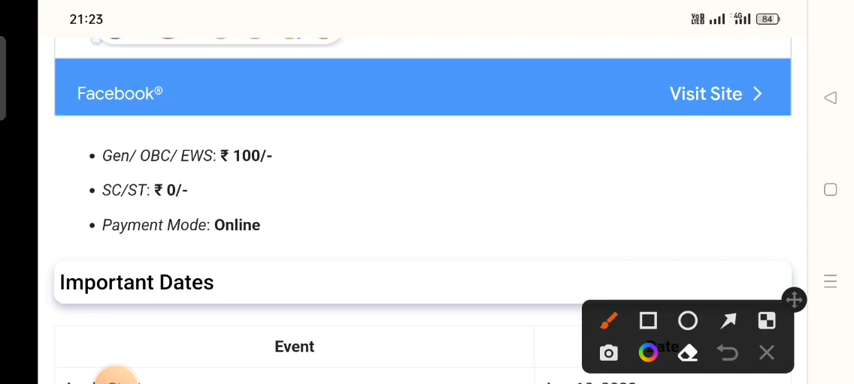 21:23
84
Facebook®
Visit Site
Gen/ OBC/ EWS: ₹ 100/-
SC/ST: ₹ 0/-
Payment Mode: Online
Important Dates
Event